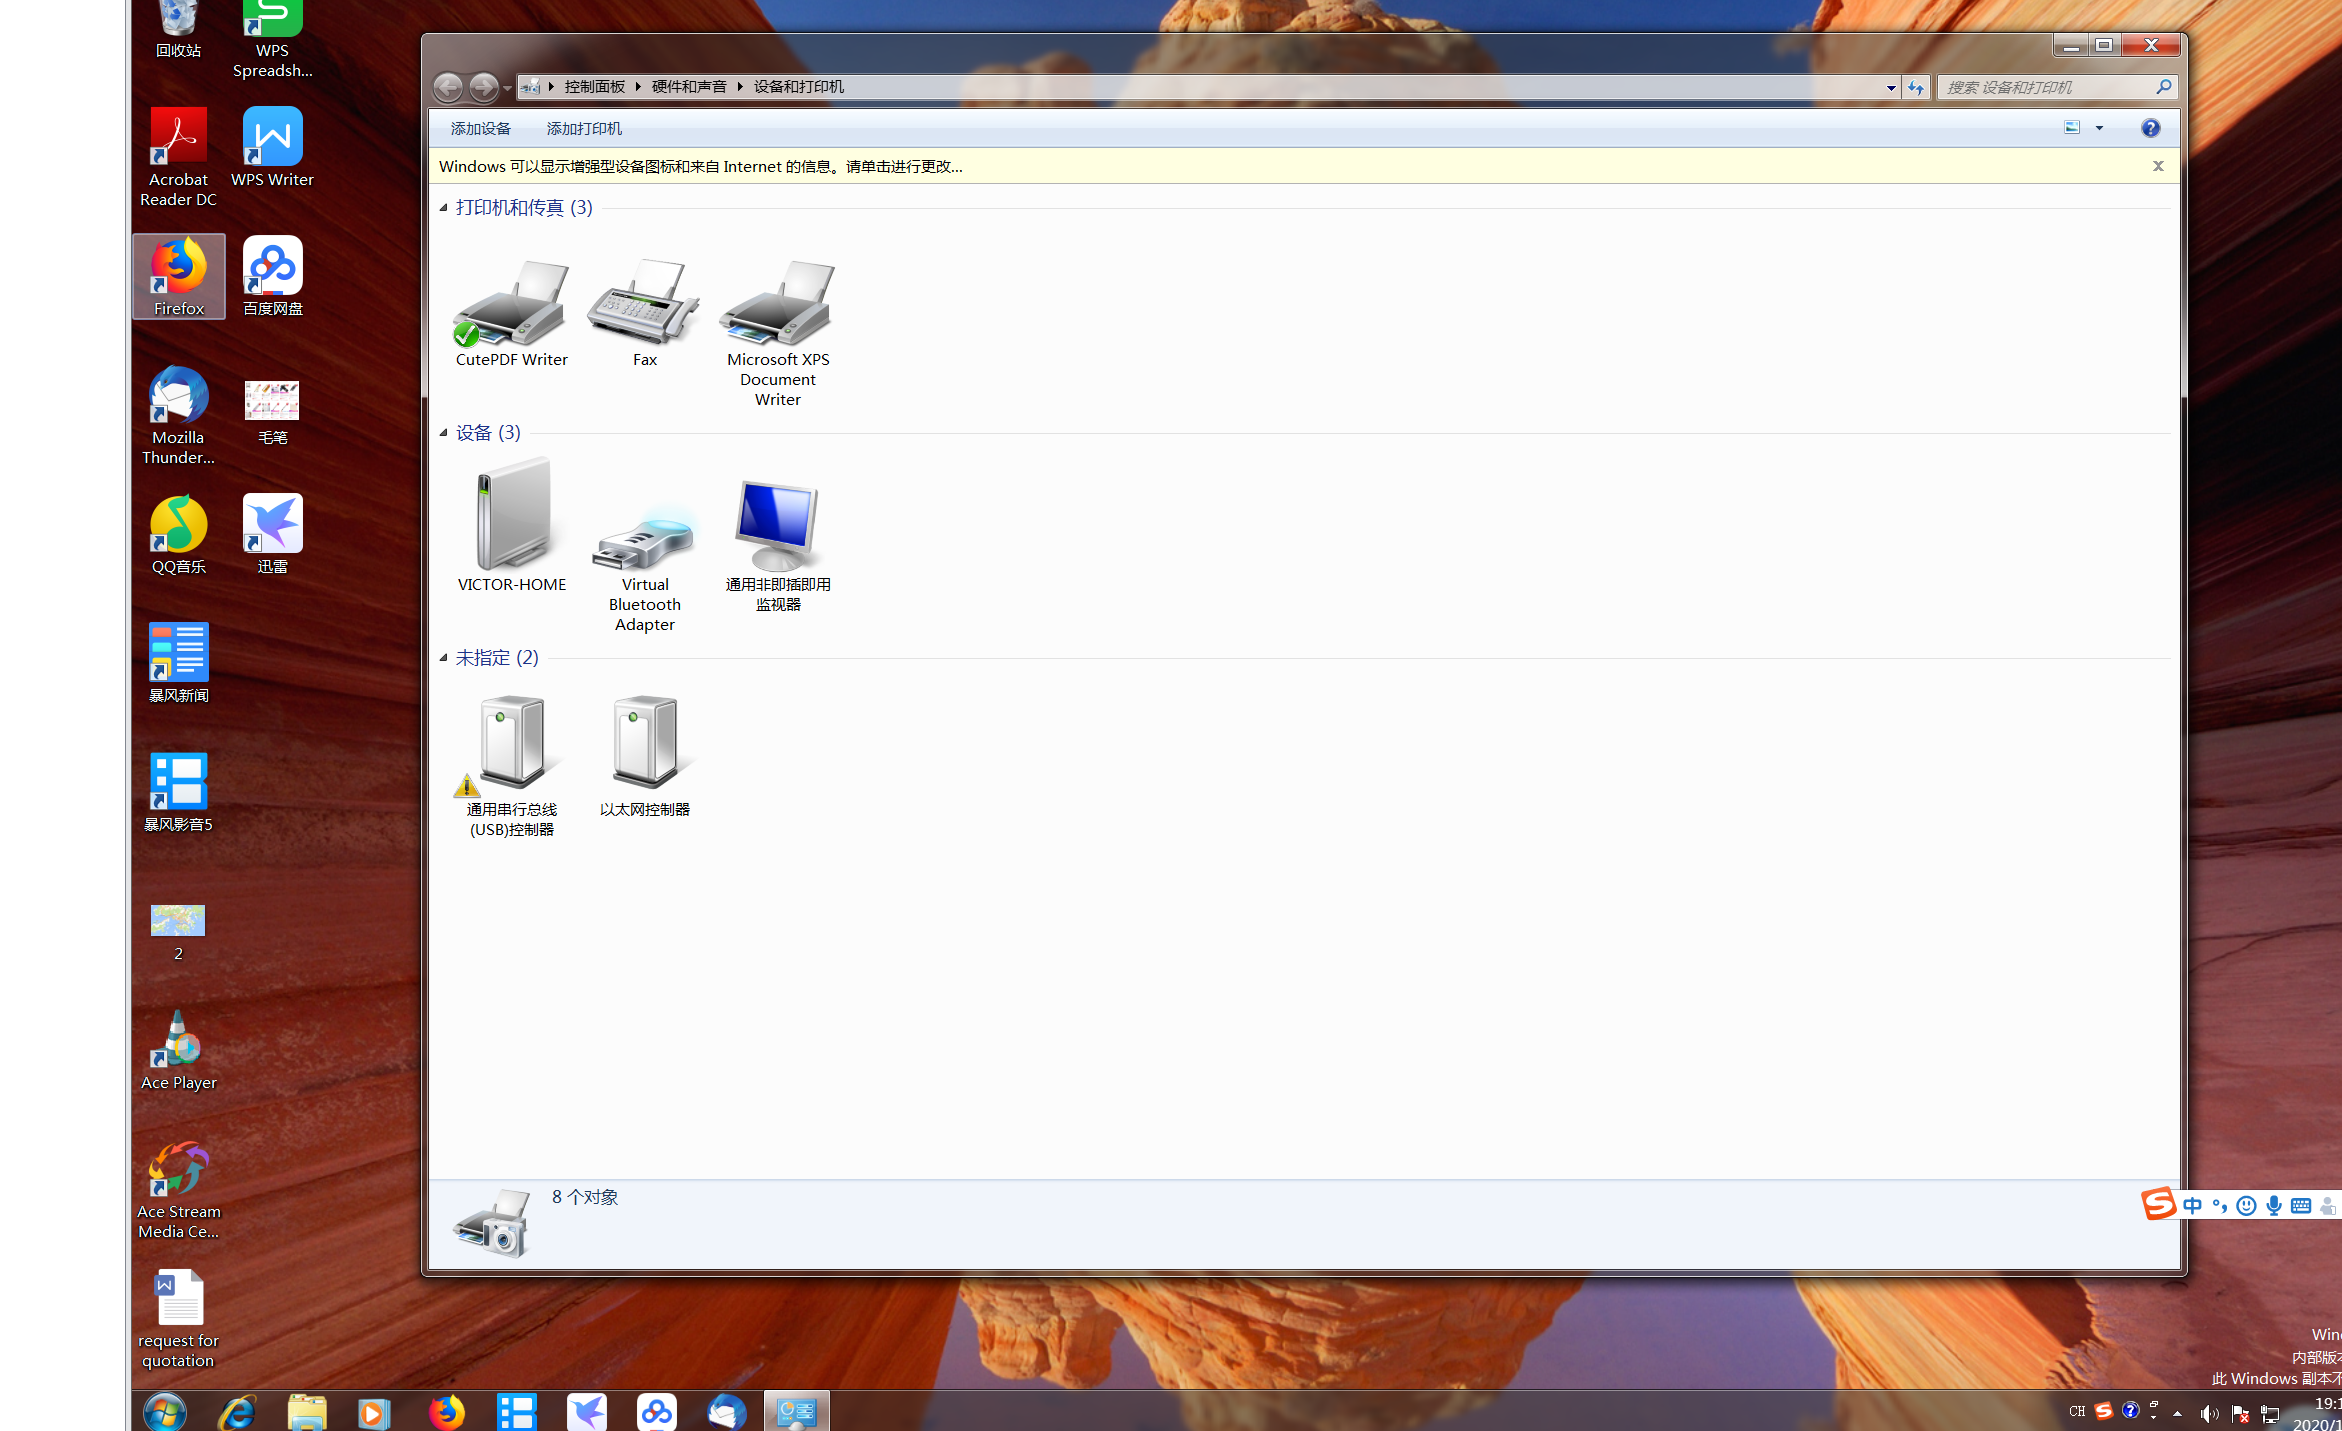 回收站
WPS
Spreadsh...
Acrobat
Reader DC
WPS Writer
Firefox
百度网盘
Mozilla
Thunder...
毛笔
QQ音乐
迅雷
暴风新闻
暴风影音5
2
Ace Player
Ace Stream
Media Ce...
request for
quotation
控制面板 硬件和声音 设备和打印机
搜索 设备和打印机
添加设备 添加打印机
Windows 可以显示增强型设备图标和来自 Internet 的信息。请单击进行更改...
打印机和传真 (3)
CutePDF Writer
Fax
Microsoft XPS
Document
Writer
设备 (3)
VICTOR-HOME
Virtual
Bluetooth
Adapter
通用非即插即用
监视器
未指定 (2)
通用串行总线
(USB)控制器
以太网控制器
8 个对象
中
Win
内部版本
此 Windows 副本不
CH
19:1
2020/1